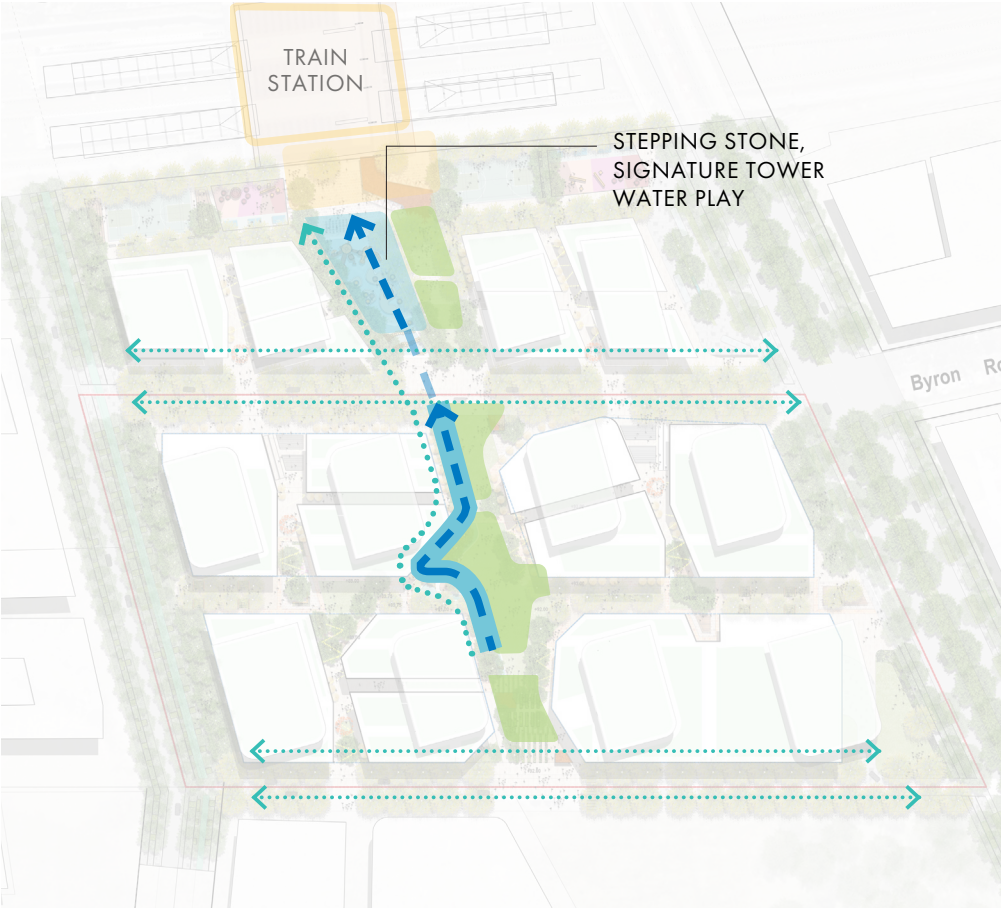 TRAIN
STATION
STEPPING STONE,
SIGNATURE TOWER
WATER PLAY
Byron